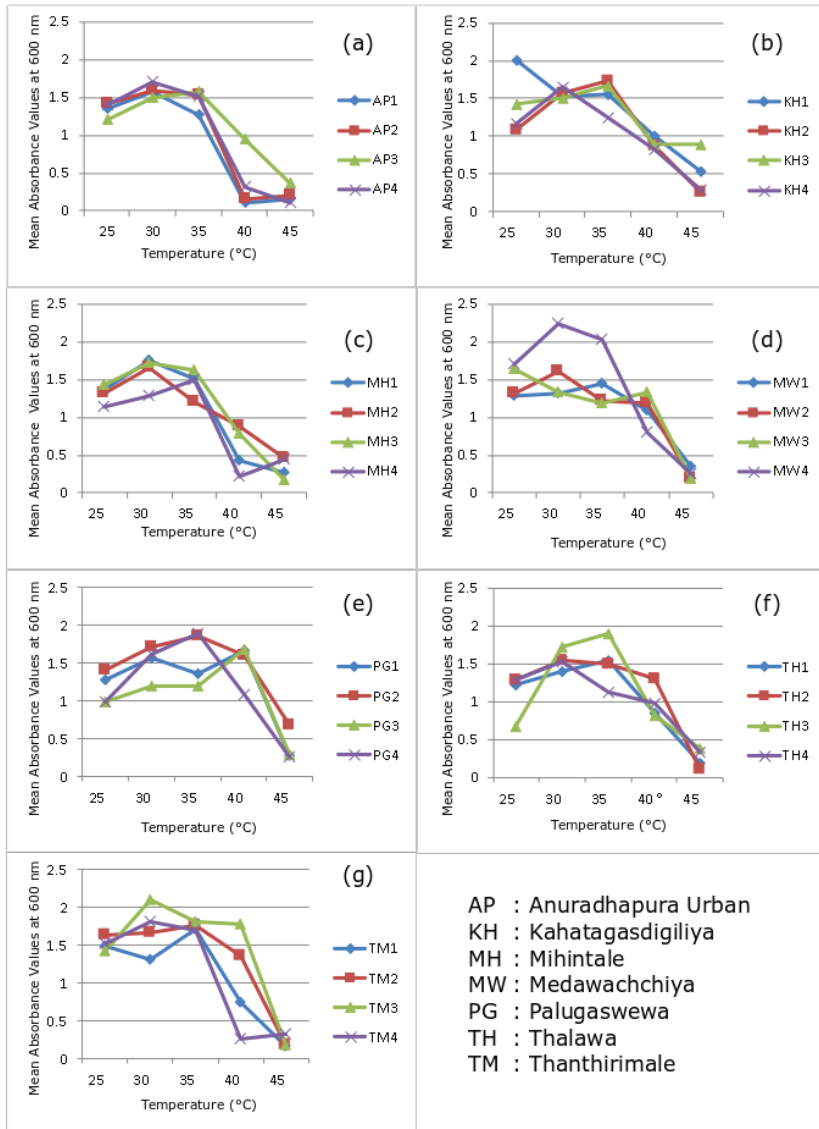 (a)
Mean Absorbance Values at 600 nm
2.5
2
1.5
1
0.5
0
25 30 35 40 45
Temperature (°C)
AP1
AP2
AP3
AP4
(b)
Mean Absorbance Values at 600 nm
2.5
2
1.5
1
0.5
0
25 30 35 40 45
Temperature (°C)
KH1
KH2
KH3
KH4
(c)
Mean Absorbance Values at 600 nm
2.5
2
1.5
1
0.5
0
25 30 35 40 45
Temperature (°C)
MH1
MH2
MH3
MH4
(d)
Mean Absorbance Values at 600 nm
2.5
2
1.5
1
0.5
0
25 30 35 40 45
Temperature (°C)
MW1
MW2
MW3
MW4
(e)
Mean Absorbance Values at 600 nm
2.5
2
1.5
1
0.5
0
25 30 35 40 45
Temperature (°C)
PG1
PG2
PG3
PG4
(f)
Mean Absorbance Values at 600 nm
2.5
2
1.5
1
0.5
0
25 30 35 40° 45
Temperature (°C)
TH1
TH2
TH3
TH4
(g)
Mean Absorbance Values at 600 nm
2.5
2
1.5
1
0.5
0
25 30 35 40 45
Temperature (°C)
TM1
TM2
TM3
TM4
AP : Anuradhapura Urban
KH : Kahatagasdigiliya
MH : Mihintale
MW : Medawachchiya
PG : Palugaswewa
TH : Thalawa
TM : Thanthirimale